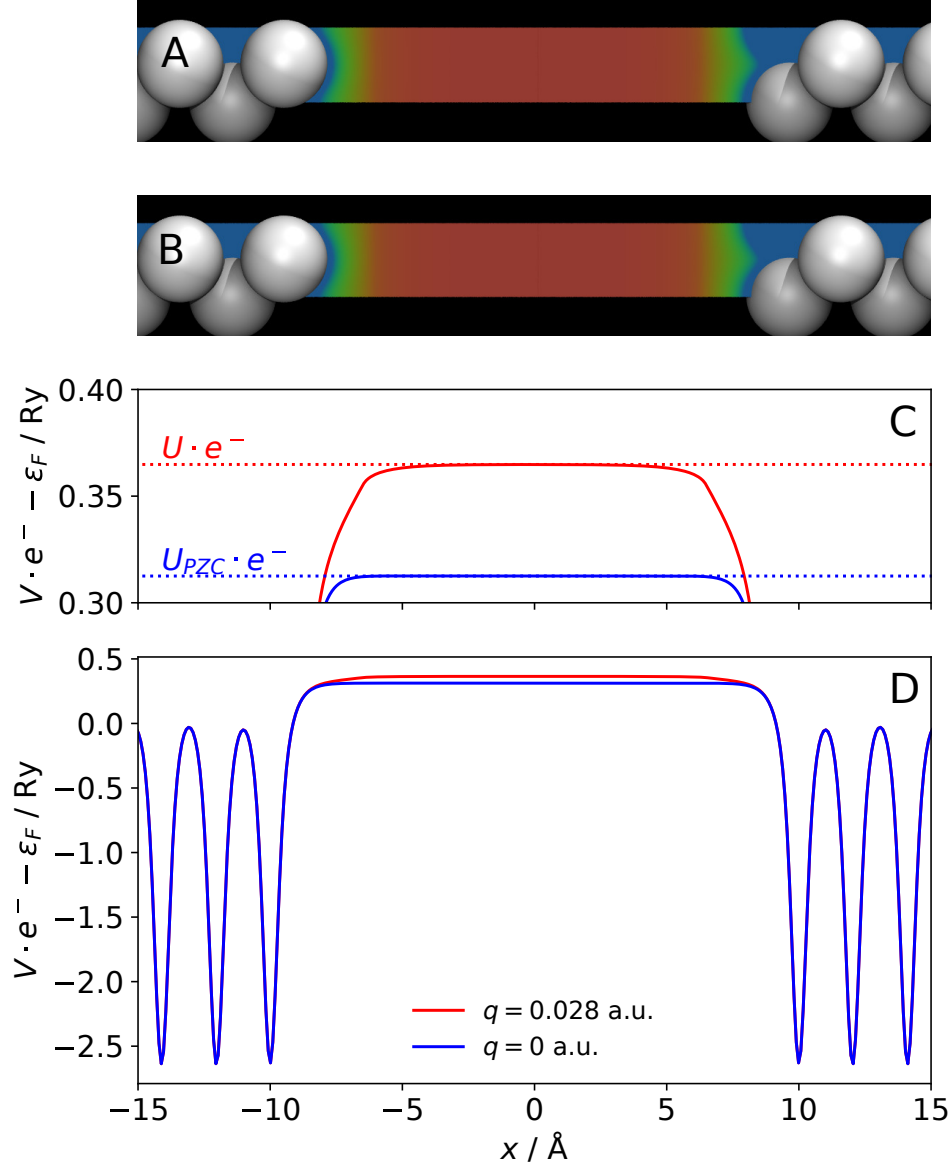 A
B
C
0.40
0.35
0.30
V · e⁻ − ε_F / Ry
U · e⁻
U_PZC · e⁻
D
0.5
0.0
−0.5
−1.0
−1.5
−2.0
−2.5
V · e⁻ − ε_F / Ry
q = 0.028 a.u.
q = 0 a.u.
−15 −10 −5 0 5 10 15
x / Å